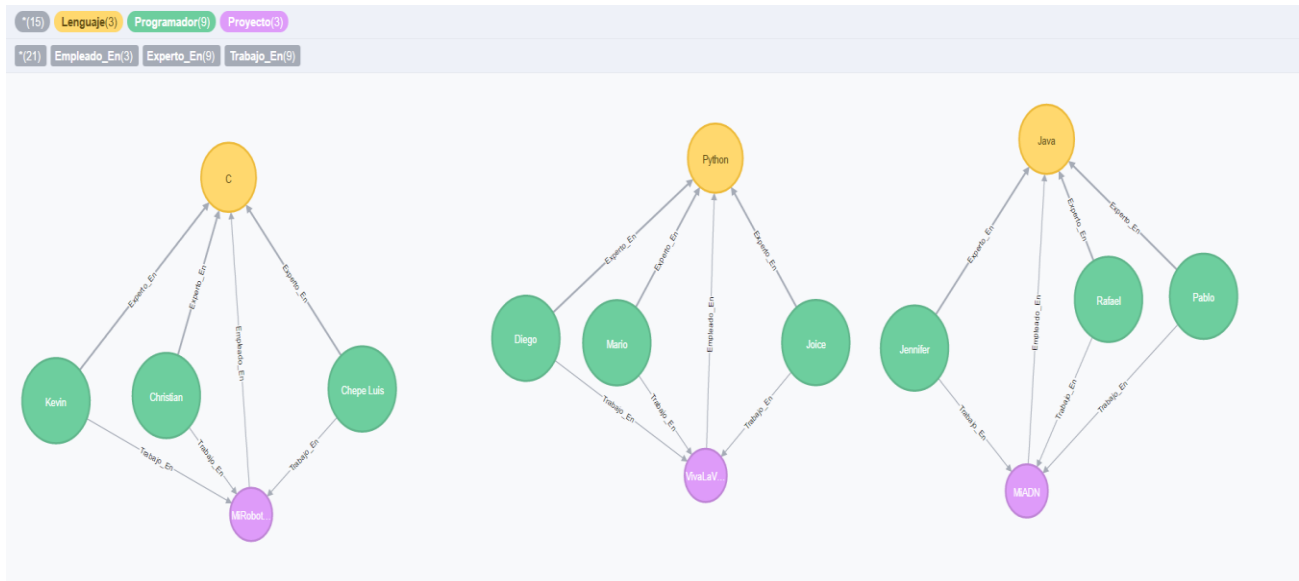 *(15) Lenguaje(3) Programador(9) Proyecto(3)
*(21) Empleado_En(3) Experto_En(9) Trabajo_En(9)
C
Experto_En
Experto_En
Empleado_En
Experto_En
Kevin
Christian
Chepe Luis
Trabajo_En
Trabajo_En
Trabajo_En
MiRobot...
Python
Experto_En
Experto_En
Empleado_En
Experto_En
Diego
Mario
Joice
Trabajo_En
Trabajo_En
Trabajo_En
VivaLaV...
Java
Experto_En
Empleado_En
Experto_En
Experto_En
Jennifer
Rafael
Pablo
Trabajo_En
Trabajo_En
Trabajo_En
MiADN